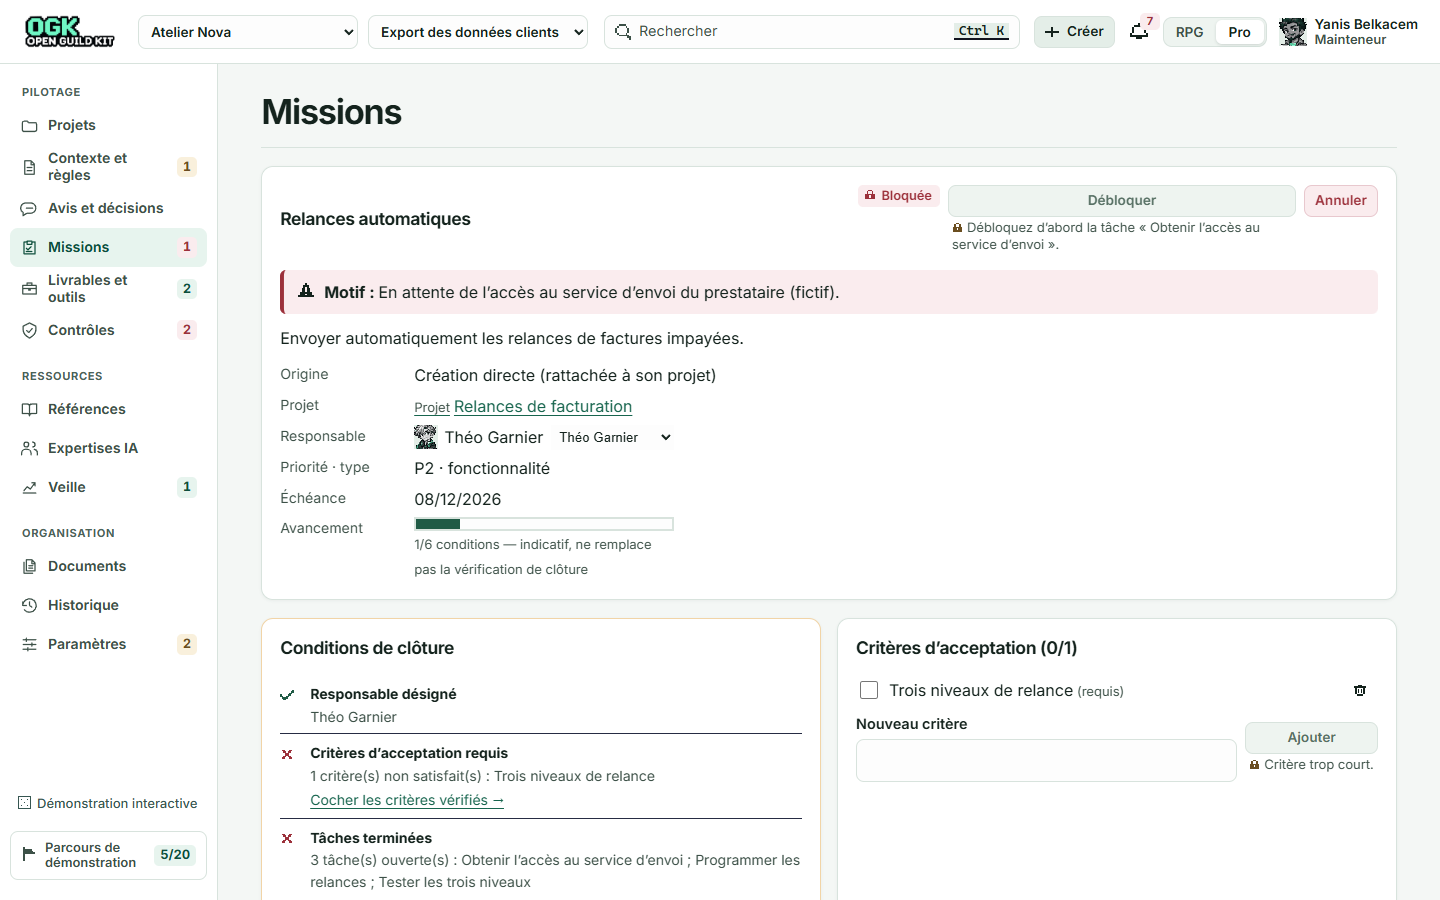 OGK
OPEN GUILD KIT
Atelier Nova
Export des données clients
Rechercher
Ctrl K
Créer
7
RPG
Pro
Yanis Belkacem
Mainteneur
PILOTAGE
Projets
Contexte et règles
1
Avis et décisions
Missions
1
Livrables et outils
2
Contrôles
2
RESSOURCES
Références
Expertises IA
Veille
1
ORGANISATION
Documents
Historique
Paramètres
2
Démonstration interactive
Parcours de démonstration
5/20
Missions
Relances automatiques
Bloquée
Débloquer
Annuler
Débloquez d’abord la tâche « Obtenir l’accès au
service d’envoi ».
Motif : En attente de l’accès au service d’envoi du prestataire (fictif).
Envoyer automatiquement les relances de factures impayées.
Origine
Création directe (rattachée à son projet)
Projet
Projet Relances de facturation
Responsable
Théo Garnier
Théo Garnier
Priorité · type
P2 · fonctionnalité
Échéance
08/12/2026
Avancement
1/6 conditions — indicatif, ne remplace
pas la vérification de clôture
Conditions de clôture
Responsable désigné
Théo Garnier
Critères d’acceptation requis
1 critère(s) non satisfait(s) : Trois niveaux de relance
Cocher les critères vérifiés →
Tâches terminées
3 tâche(s) ouverte(s) : Obtenir l’accès au service d’envoi ; Programmer les
relances ; Tester les trois niveaux
Critères d’acceptation (0/1)
Trois niveaux de relance (requis)
Nouveau critère
Ajouter
Critère trop court.